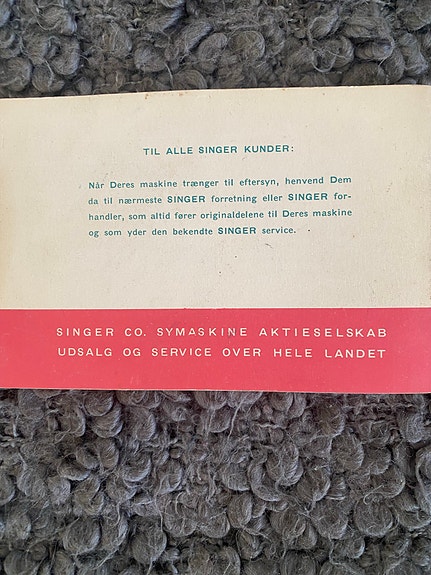 TIL ALLE SINGER KUNDER:
Når Deres maskine trænger til eftersyn, henvend Dem
da til nærmeste SINGER forretning eller SINGER for-
handler, som altid fører originaldelene til Deres maskine
og som yder den bekendte SINGER service.
SINGER CO. SYMASKINE AKTIESELSKAB
UDSALG OG SERVICE OVER HELE LANDET